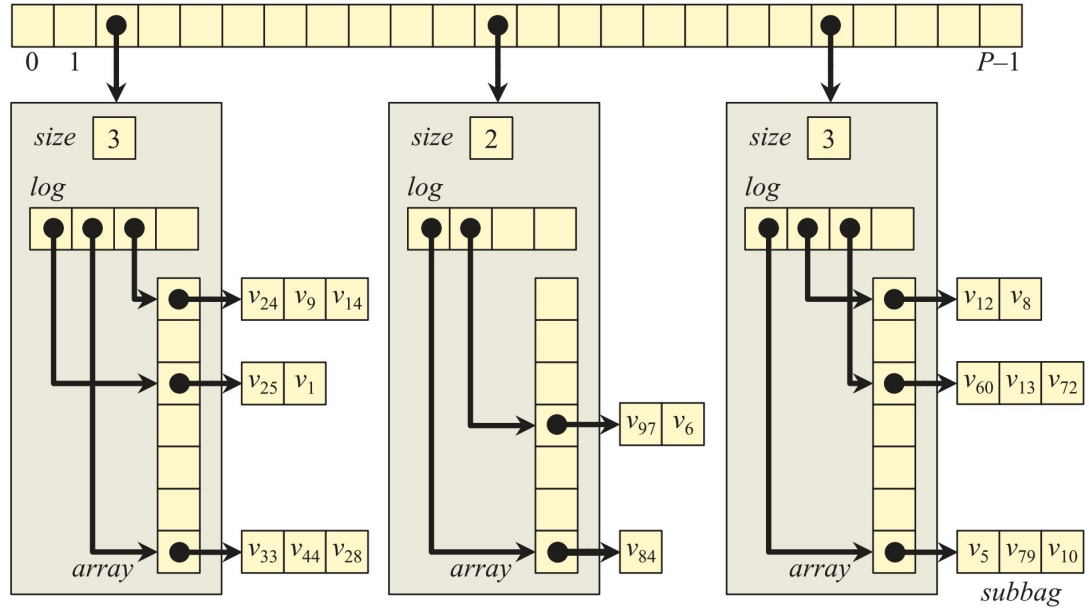 0 1 P–1
size 3 size 2 size 3
log log log
v24 v9 v14 v12 v8
v25 v1 v60 v13 v72
v97 v6
v33 v44 v28 v84 v5 v79 v10
array array array
subbag